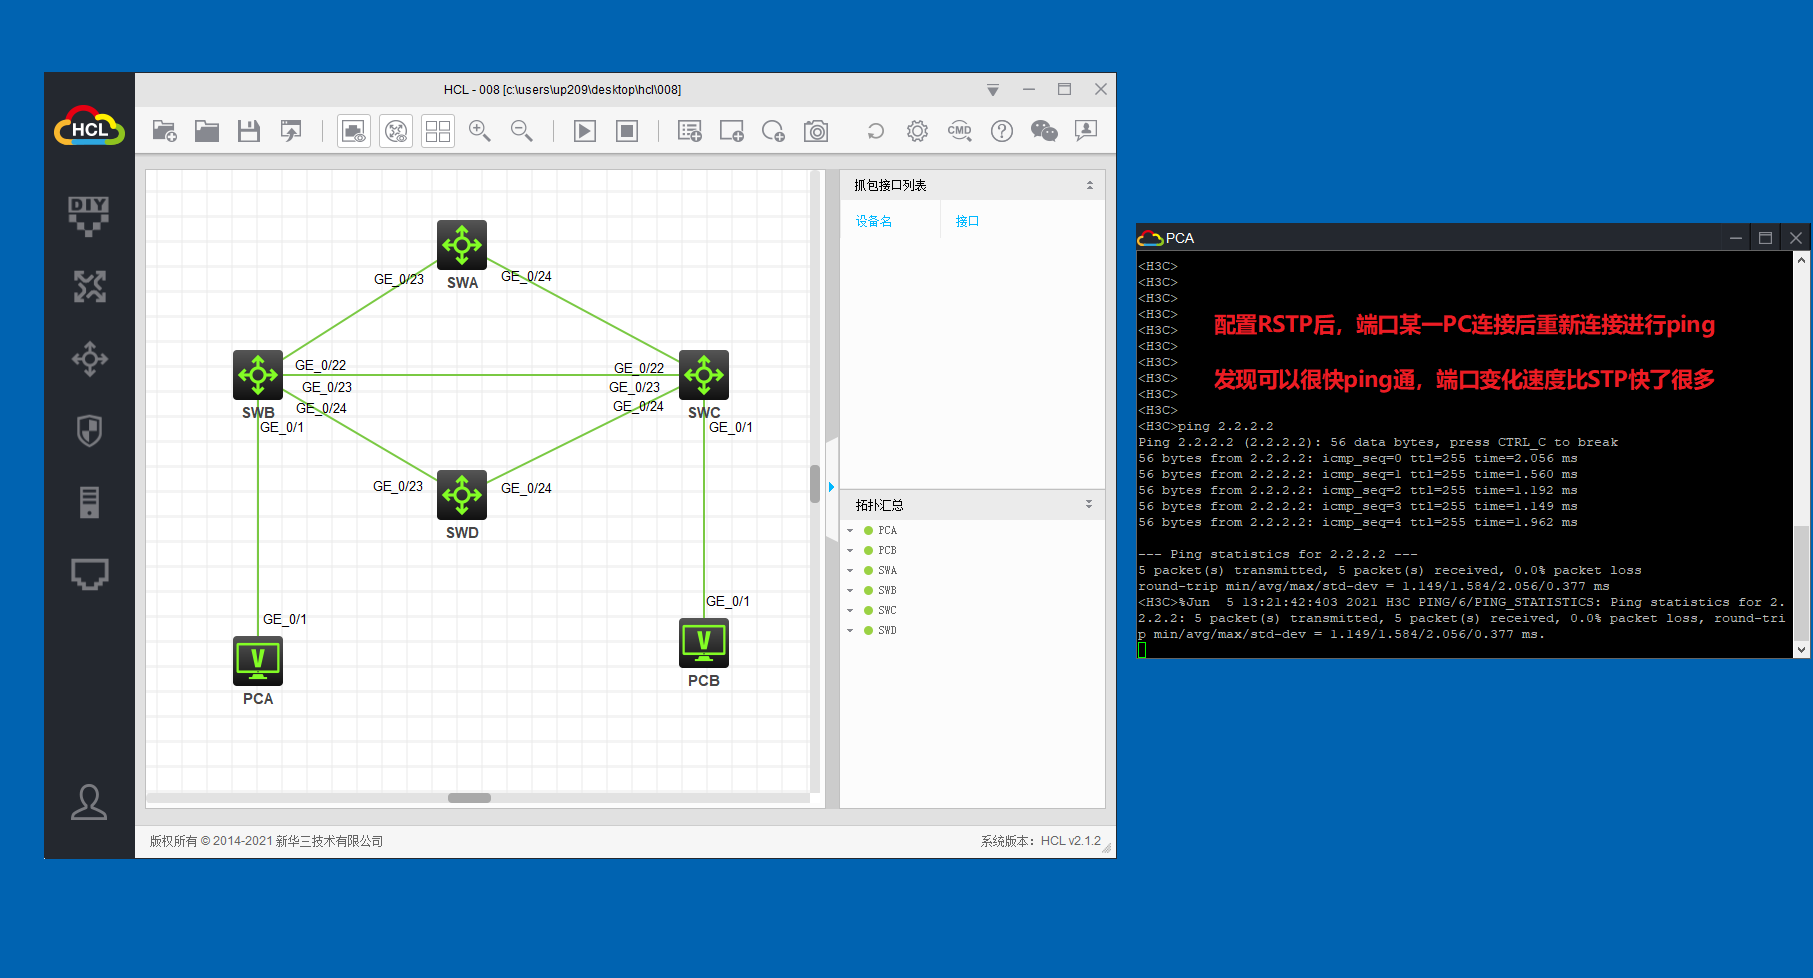 HCL - 008 [c:\users\up209\desktop\hcl\008]
HCL
DIY
CMD
SWA
GE_0/23
GE_0/24
SWB
GE_0/22
GE_0/23
GE_0/24
GE_0/1
GE_0/22
GE_0/23
GE_0/24
SWC
GE_0/1
GE_0/23
GE_0/24
SWD
GE_0/1
PCA
GE_0/1
PCB
抓包接口列表
设备名
接口
拓扑汇总
PCA
PCB
SWA
SWB
SWC
SWD
版权所有 © 2014-2021 新华三技术有限公司
系统版本：HCL v2.1.2
PCA
<H3C>
<H3C>
<H3C>
<H3C>
<H3C>
<H3C>
<H3C>
<H3C>
<H3C>
<H3C>
配置RSTP后，端口某一PC连接后重新连接进行ping
发现可以很快ping通，端口变化速度比STP快了很多
<H3C>ping 2.2.2.2
Ping 2.2.2.2 (2.2.2.2): 56 data bytes, press CTRL_C to break
56 bytes from 2.2.2.2: icmp_seq=0 ttl=255 time=2.056 ms
56 bytes from 2.2.2.2: icmp_seq=1 ttl=255 time=1.560 ms
56 bytes from 2.2.2.2: icmp_seq=2 ttl=255 time=1.192 ms
56 bytes from 2.2.2.2: icmp_seq=3 ttl=255 time=1.149 ms
56 bytes from 2.2.2.2: icmp_seq=4 ttl=255 time=1.962 ms
--- Ping statistics for 2.2.2.2 ---
5 packet(s) transmitted, 5 packet(s) received, 0.0% packet loss
round-trip min/avg/max/std-dev = 1.149/1.584/2.056/0.377 ms
<H3C>%Jun  5 13:21:42:403 2021 H3C PING/6/PING_STATISTICS: Ping statistics for 2.
2.2.2: 5 packet(s) transmitted, 5 packet(s) received, 0.0% packet loss, round-tri
p min/avg/max/std-dev = 1.149/1.584/2.056/0.377 ms.